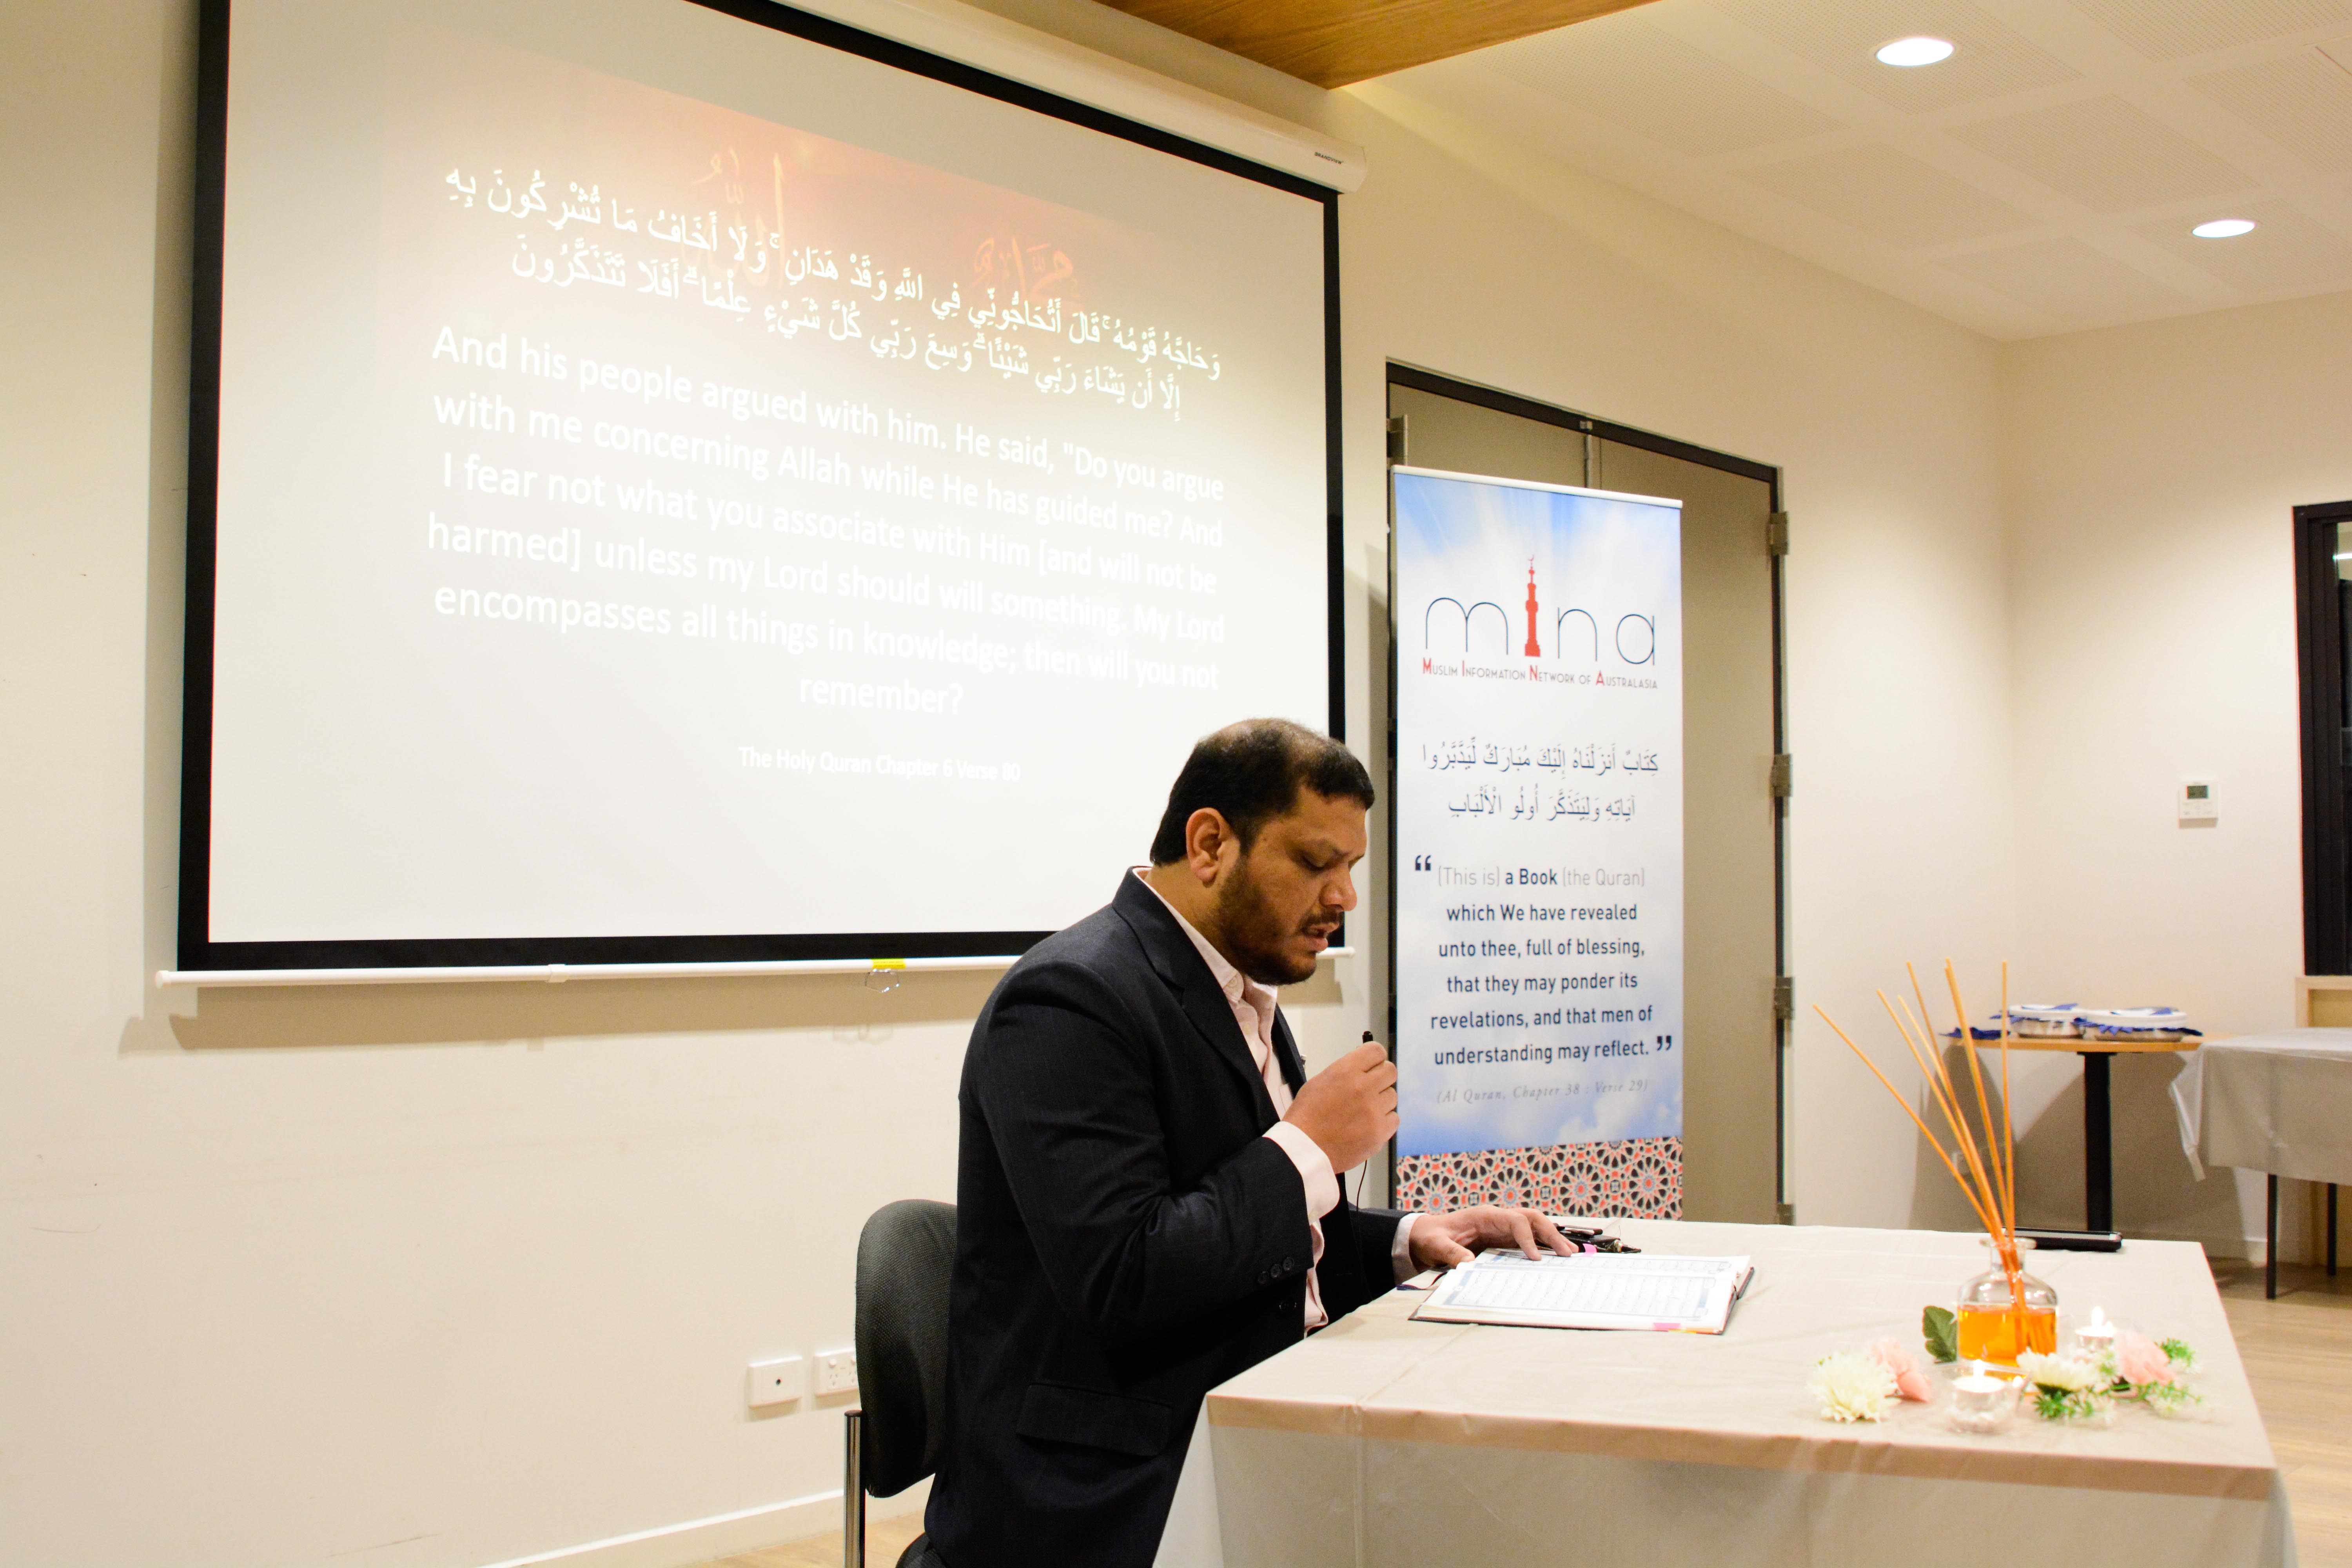 وَحَاجَّهُ قَوْمُهُ ۚ قَالَ أَتُحَاجُّونِّي فِي اللَّهِ وَقَدْ هَدَانِ ۚ وَلَا أَخَافُ مَا تُشْرِكُونَ بِهِ
إِلَّا أَن يَشَاءَ رَبِّي شَيْئًا ۗ وَسِعَ رَبِّي كُلَّ شَيْءٍ عِلْمًا ۗ أَفَلَا تَتَذَكَّرُونَ
And his people argued with him. He said, "Do you argue
with me concerning Allah while He has guided me? And
I fear not what you associate with Him [and will not be
harmed] unless my Lord should will something. My Lord
encompasses all things in knowledge; then will you not
remember?
The Holy Quran Chapter 6 Verse 80
mina
MUSLIM INFORMATION NETWORK OF AUSTRALASIA
كِتَابٌ أَنزَلْنَاهُ إِلَيْكَ مُبَارَكٌ لِّيَدَّبَّرُوا
آيَاتِهِ وَلِيَتَذَكَّرَ أُولُو الْأَلْبَابِ
“ (This is) a Book (the Quran)
which We have revealed
unto thee, full of blessing,
that they may ponder its
revelations, and that men of
understanding may reflect. ”
(Al Quran, Chapter 38 : Verse 29)